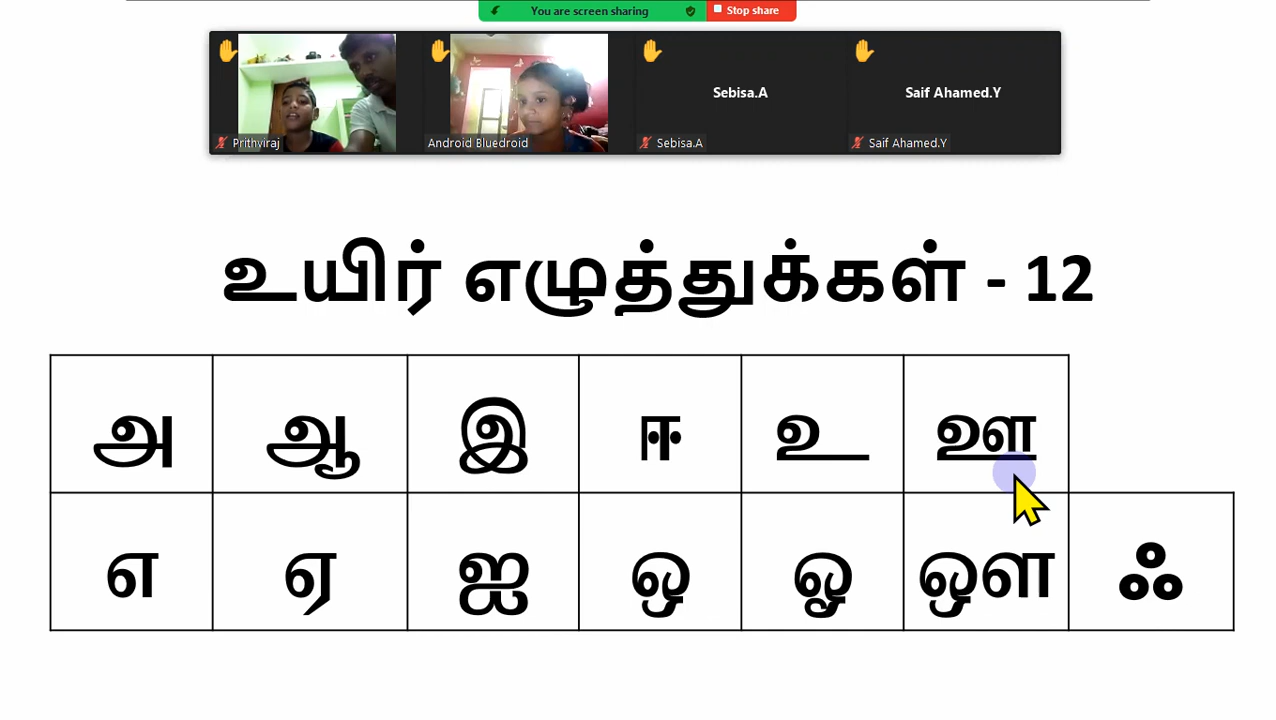 You are screen sharing Stop share
Sebisa.A Saif Ahamed.Y
Prithviraj Android Bluedroid Sebisa.A Saif Ahamed.Y
உயிர் எழுத்துக்கள் - 12
அ ஆ இ ஈ உ ஊ
எ ஏ ஐ ஒ ஓ ஔ ஃ